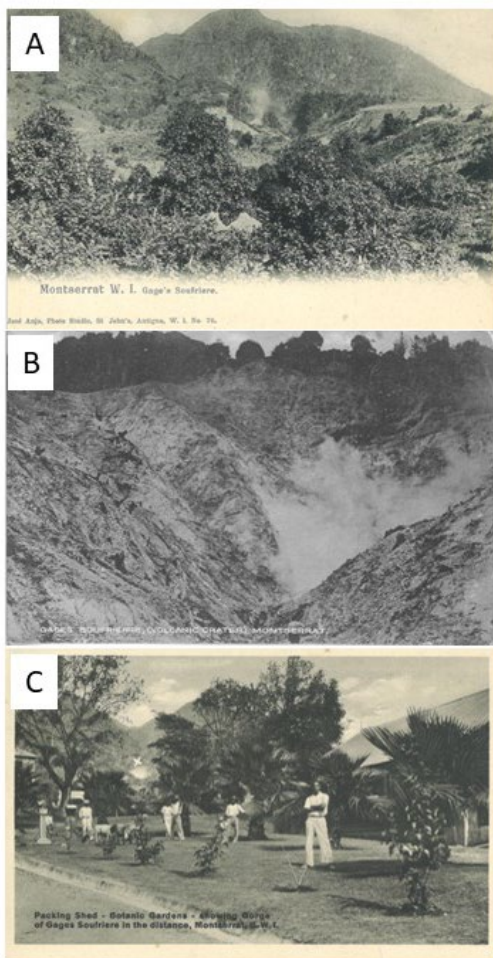 A
Montserrat W. I. Gage's Soufriere.
José Anjo, Photo Studio, St John's, Antigua, W. I. No. 78.
B
GAGES SOUFRIERE, (VOLCANIC CRATER) MONTSERRAT
C
X
Packing Shed - Botanic Gardens - showing Gorge
of Gages Soufriere in the distance, Montserrat, B.W.I.